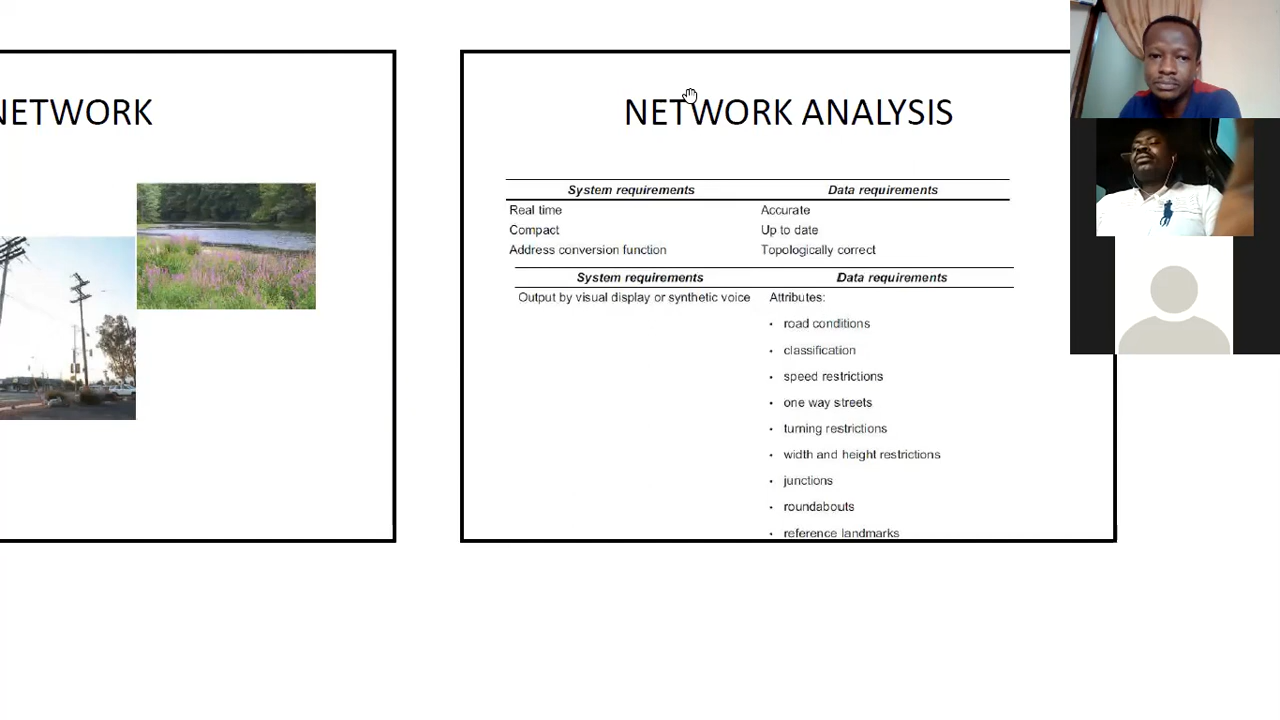 NETWORK
NETWORK ANALYSIS
System requirements Data requirements
Real time Accurate
Compact Up to date
Address conversion function Topologically correct
System requirements Data requirements
Output by visual display or synthetic voice Attributes:
• road conditions
• classification
• speed restrictions
• one way streets
• turning restrictions
• width and height restrictions
• junctions
• roundabouts
• reference landmarks